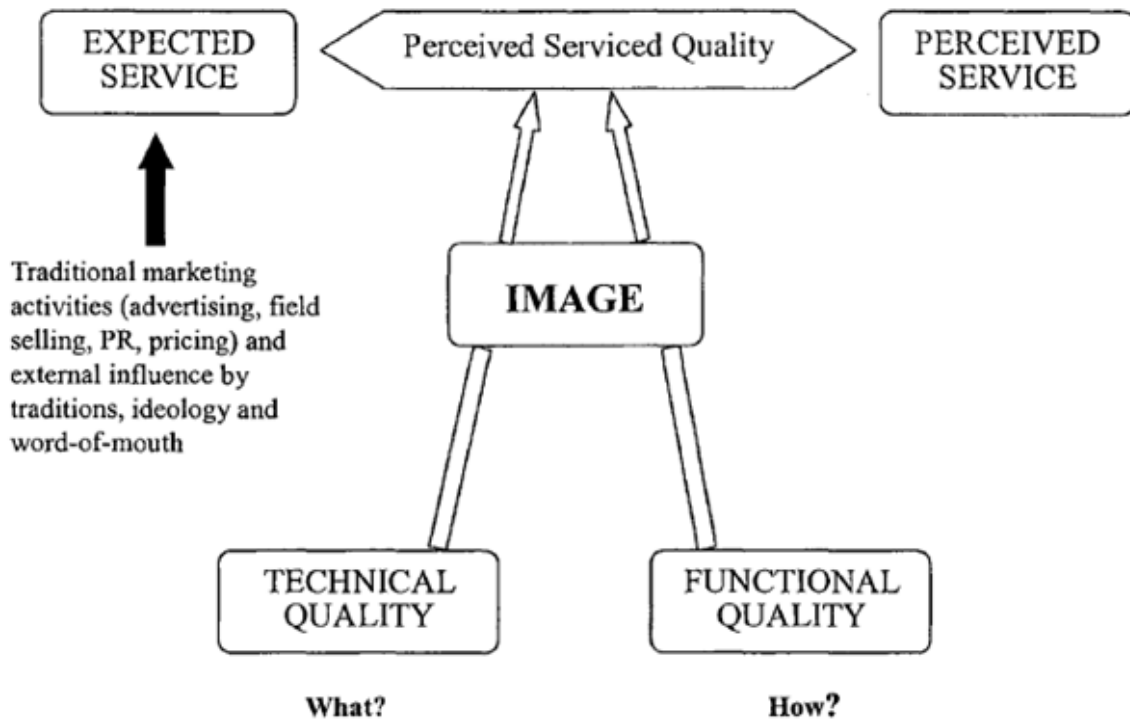 EXPECTED
SERVICE
Perceived Serviced Quality
PERCEIVED
SERVICE
Traditional marketing
activities (advertising, field
selling, PR, pricing) and
external influence by
traditions, ideology and
word-of-mouth
IMAGE
TECHNICAL
QUALITY
FUNCTIONAL
QUALITY
What?
How?